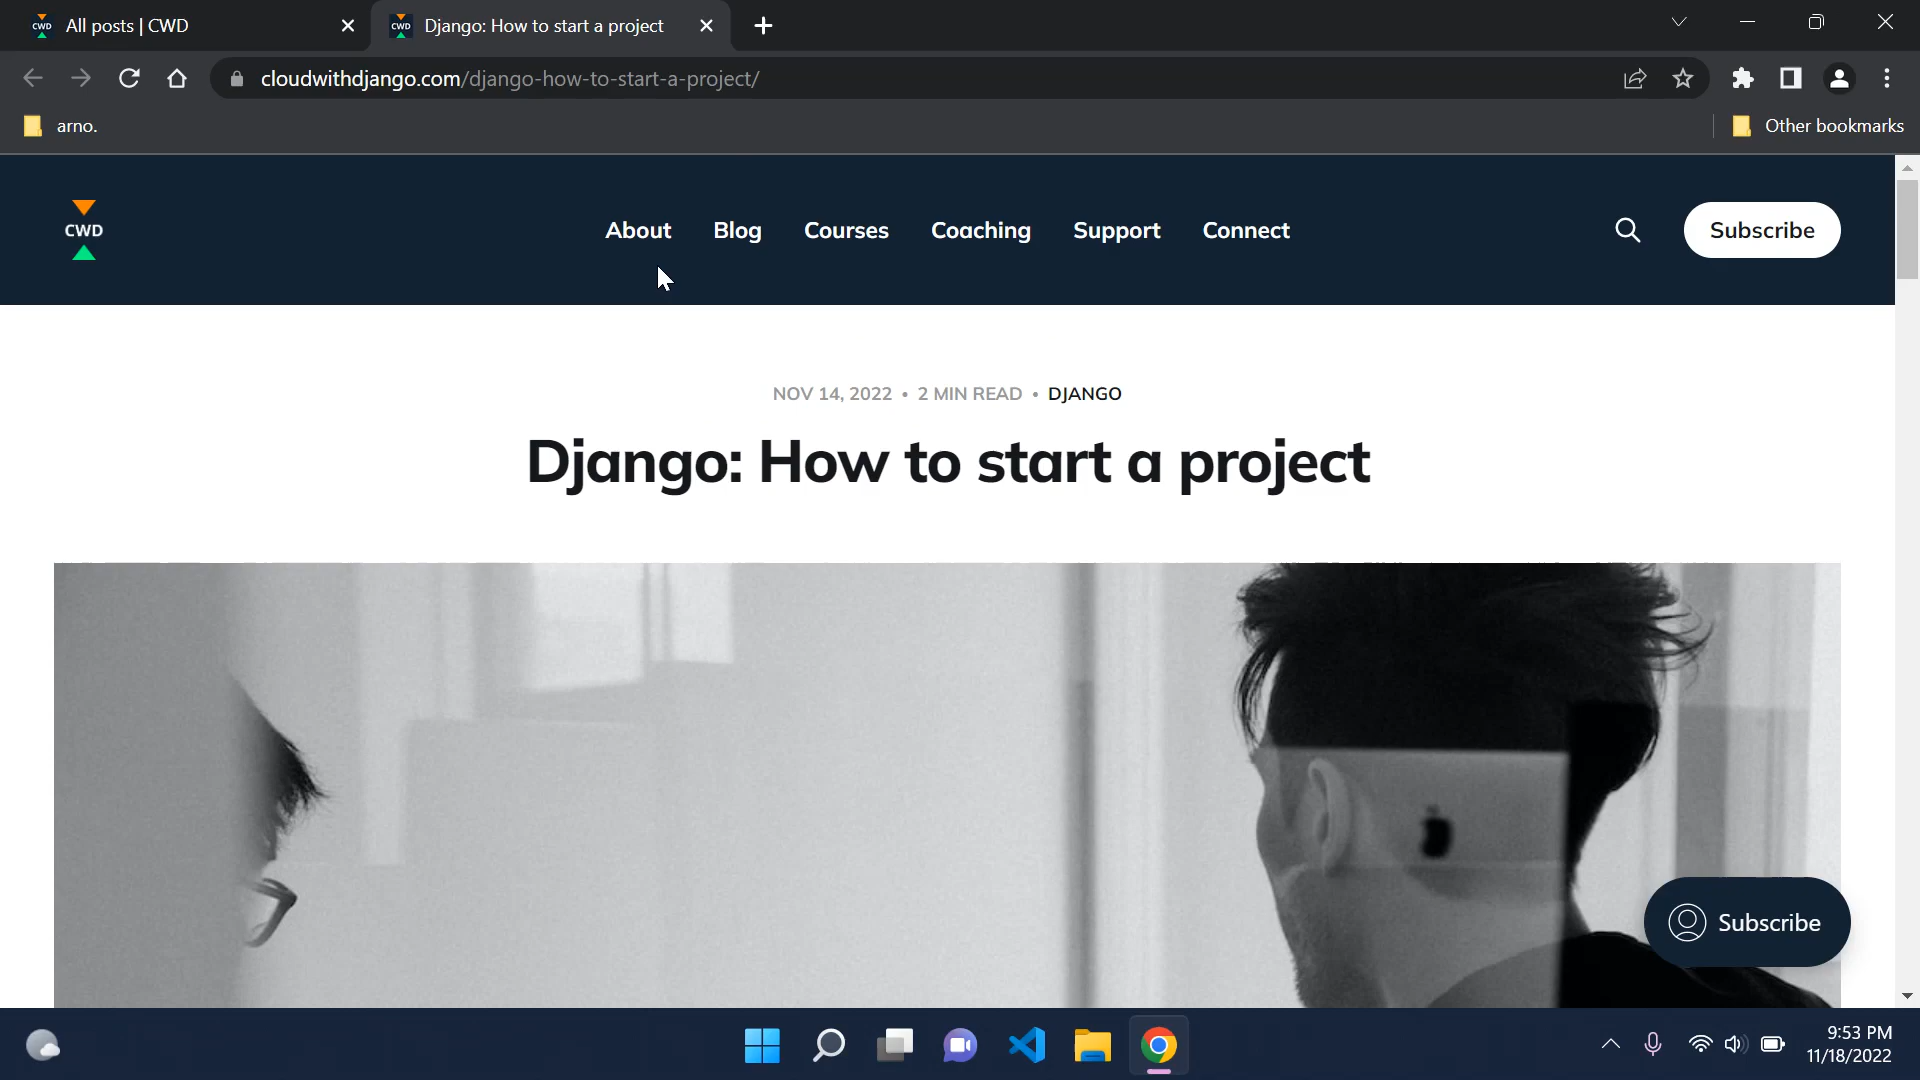 CWD All posts | CWD
CWD Django: How to start a project
cloudwithdjango.com/django-how-to-start-a-project/
arno.
Other bookmarks
CWD
About Blog Courses Coaching Support Connect
Subscribe
NOV 14, 2022 • 2 MIN READ • DJANGO
Django: How to start a project
Subscribe
9:53 PM
11/18/2022